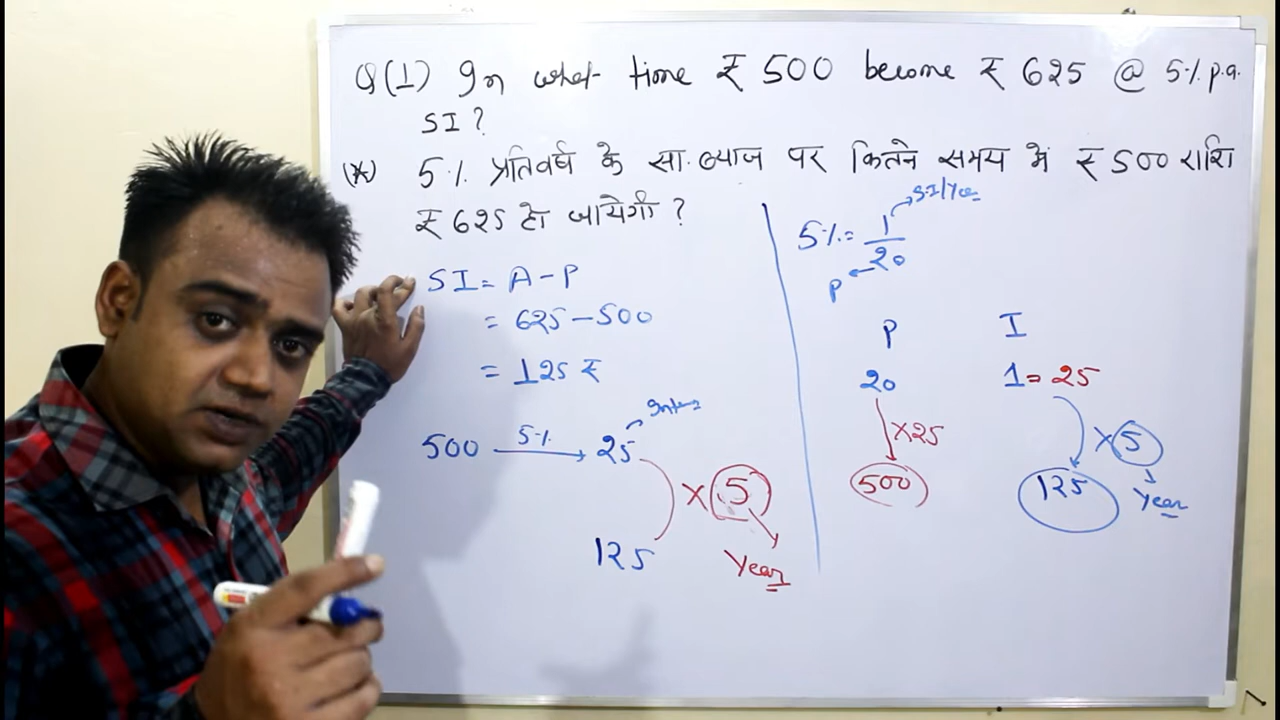 Q (1) In what time ₹ 500 become ₹ 625 @ 5% p.a.
SI ?
(*) 5% प्रतिवर्ष के सा. ब्याज पर कितने समय में ₹ 500 राशि
₹ 625 हो जायेगी ?
SI = A - P
= 625 - 500
= 125 ₹
500 5% → 25
125
× 5
Year
5% = 1/20
SI/Year
P
P I
20 1 = 25
×25 × 5
500 125 Year